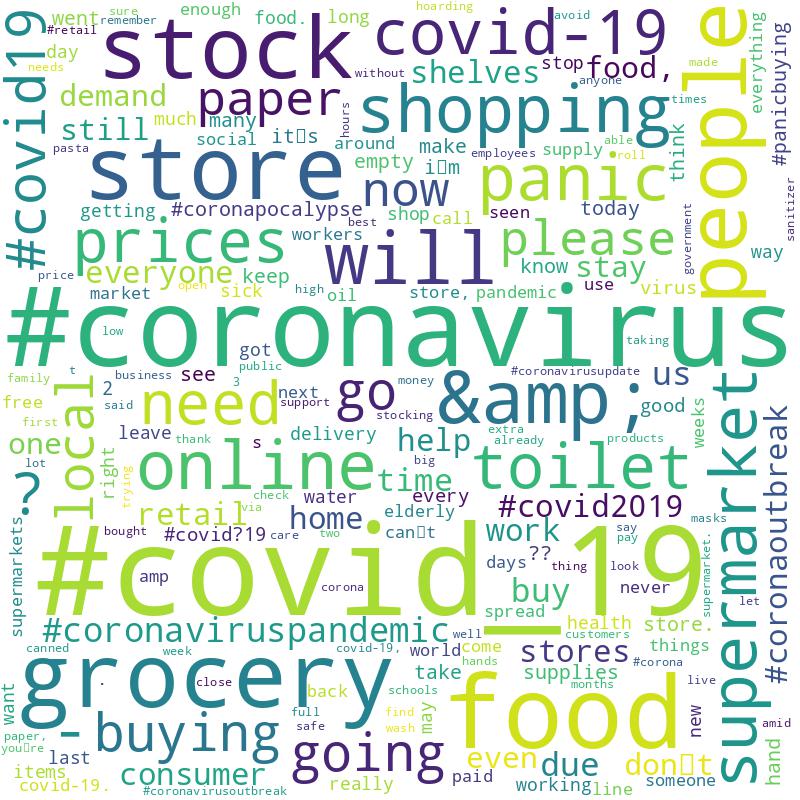 #covid19
went
sure
remember
#retail
day
needs
demand
still
enough
food.
long
hoarding
stock
covid-19
avoid
people
everything
#panicbuying
made
shelves
stop
food,
without
anyone
paper
shopping
times
much
many
social
it□s
hours
around
make
i□m
employees
supply
able
roll
think
pasta
store
empty
now
panic
sanitizer
getting
#coronapocalypse
best
shop
call
seen
today
government
prices
workers
will
please
way
everyone
keep
know
stay
price
market
open
sick
high
oil
store,
pandemic
use
virus
#coronavirus
low
taking
family
t
business
got
public
see
3
money
#coronavirusupdate
us
free
local
2
said
need
next
support
go
&amp;
good
supermarket
first
one
right
leave
thank
s
delivery
stocking
help
extra
already
products
weeks
#coronaoutbreak
lot
?
trying
online
time
toilet
big
check
via
retail
water
every
#covid2019
masks
supermarkets
bought
#covid?19
care
home
two
elderly
can□t
work
say
pay
supermarket.
#covid_19
amp
corona
days
??
thing
look
never
buy
let
spread
#coronaviruspandemic
well
health
store.
customers
things
canned
week
covid-19,
world
come
hands
stores
#corona
grocery
.
close
take
supplies
live
want
back
schools
months
food
new
amid
paper,
you□re
-
buying
full
safe
find
wash
may
going
last
even
due
don□t
hand
items
consumer
paid
someone
covid-19.
#coronavirusoutbreak
really
working
line